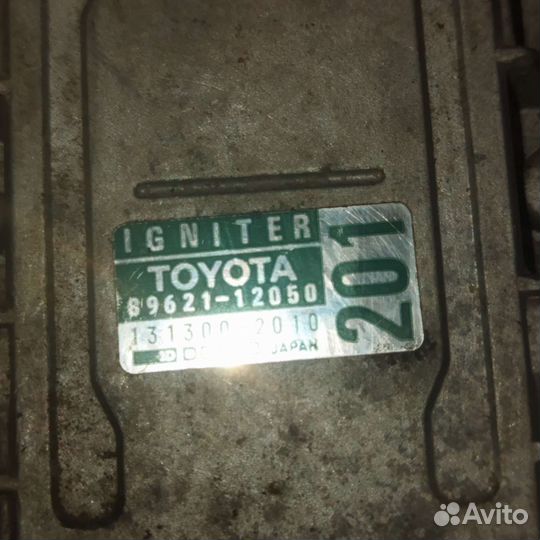 IGNITER
TOYOTA
89621-12050
131300-2010
JAPAN
201
Avito